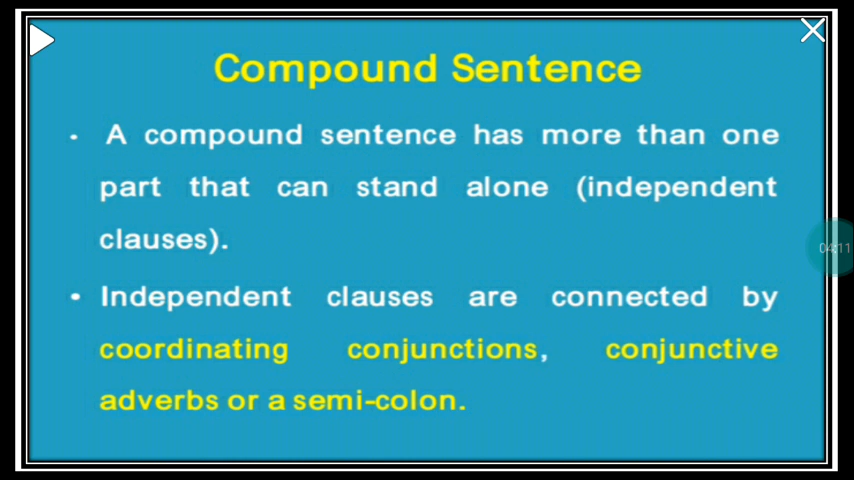 Compound Sentence
• A compound sentence has more than one
part that can stand alone (independent
clauses).
• Independent clauses are connected by
coordinating conjunctions, conjunctive
adverbs or a semi-colon.
04:11